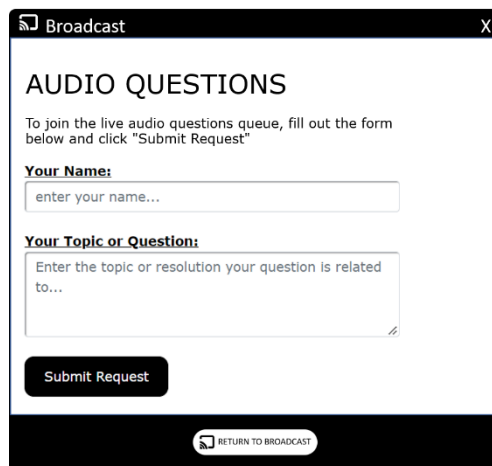 Broadcast X
AUDIO QUESTIONS
To join the live audio questions queue, fill out the form
below and click "Submit Request"
Your Name:
enter your name...
Your Topic or Question:
Enter the topic or resolution your question is related
to...
Submit Request
RETURN TO BROADCAST